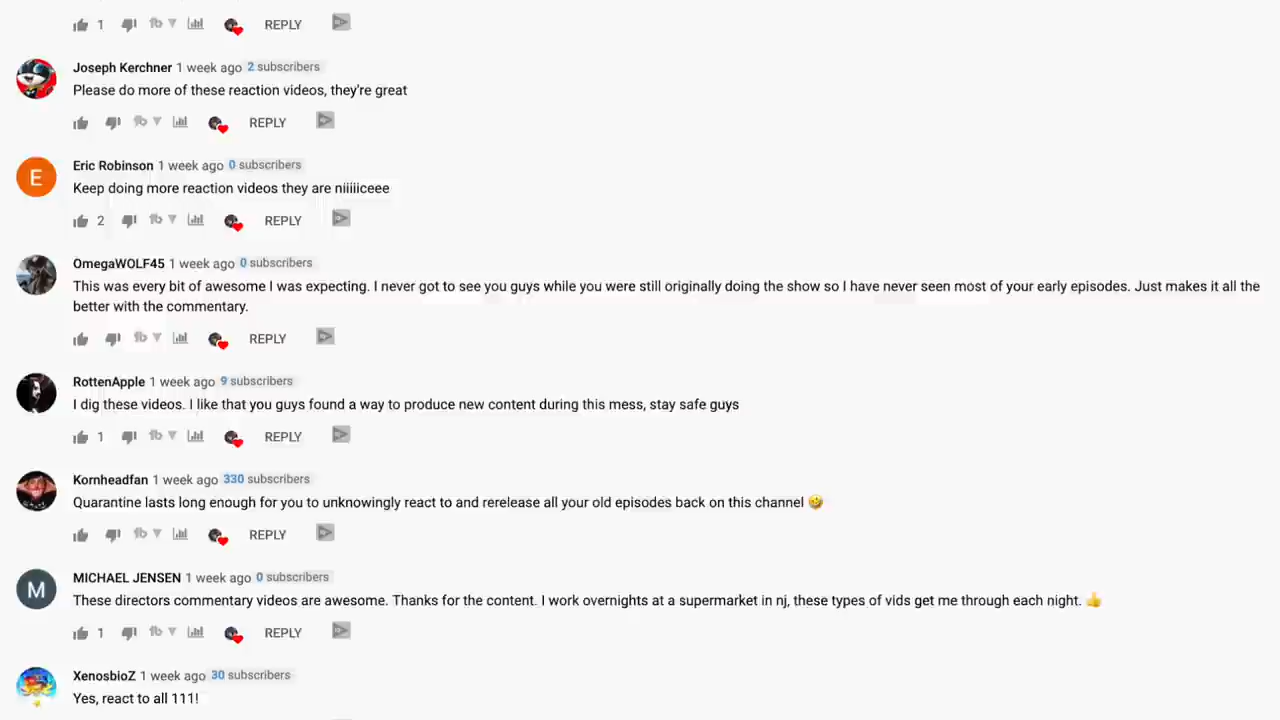 1 REPLY
Joseph Kerchner 1 week ago 2 subscribers
Please do more of these reaction videos, they're great
REPLY
E
Eric Robinson 1 week ago 0 subscribers
Keep doing more reaction videos they are niiiiiceee
2 REPLY
OmegaWOLF45 1 week ago 0 subscribers
This was every bit of awesome I was expecting. I never got to see you guys while you were still originally doing the show so I have never seen most of your early episodes. Just makes it all the
better with the commentary.
REPLY
RottenApple 1 week ago 9 subscribers
I dig these videos. I like that you guys found a way to produce new content during this mess, stay safe guys
1 REPLY
Kornheadfan 1 week ago 330 subscribers
Quarantine lasts long enough for you to unknowingly react to and rerelease all your old episodes back on this channel 🤣
REPLY
M
MICHAEL JENSEN 1 week ago 0 subscribers
These directors commentary videos are awesome. Thanks for the content. I work overnights at a supermarket in nj, these types of vids get me through each night. 👍
1 REPLY
XenosbioZ 1 week ago 30 subscribers
Yes, react to all 111!